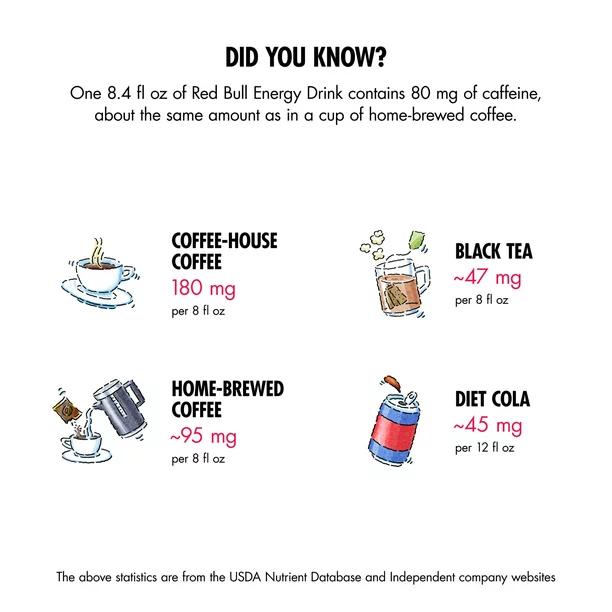 DID YOU KNOW?
One 8.4 fl oz of Red Bull Energy Drink contains 80 mg of caffeine,
about the same amount as in a cup of home-brewed coffee.
COFFEE-HOUSE
COFFEE
180 mg
per 8 fl oz
BLACK TEA
~47 mg
per 8 fl oz
HOME-BREWED
COFFEE
~95 mg
per 8 fl oz
DIET COLA
~45 mg
per 12 fl oz
The above statistics are from the USDA Nutrient Database and Independent company websites